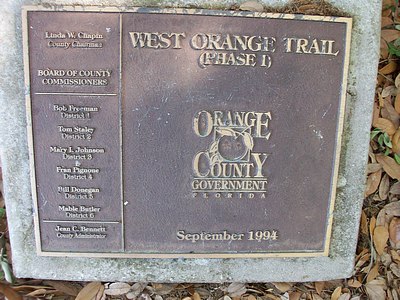 Linda W. Chapin
County Chairman
BOARD OF COUNTY
COMMISSIONERS
Bob Freeman
District 1
Tom Staley
District 2
Mary I. Johnson
District 3
&
Fran Pignone
District 4
Bill Donegan
District 5
Mable Butler
District 6
Jean C. Bennett
County Administrator
WEST ORANGE TRAIL
(PHASE I)
ORANGE
COUNTY
GOVERNMENT
FLORIDA
September 1994